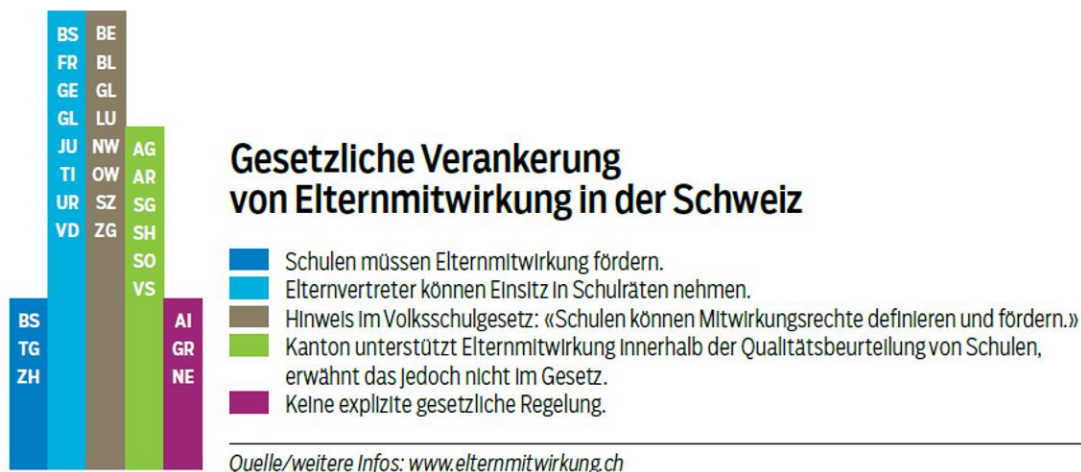 BS
FR
GE
GL
JU
TI
UR
VD
BE
BL
GL
LU
NW
OW
SZ
ZG
AG
AR
SG
SH
SO
VS
BS
TG
ZH
AI
GR
NE
Gesetzliche Verankerung
von Elternmitwirkung in der Schweiz
Schulen müssen Elternmitwirkung fördern.
Elternvertreter können Einsitz in Schulräten nehmen.
Hinweis im Volksschulgesetz: «Schulen können Mitwirkungsrechte definieren und fördern.»
Kanton unterstützt Elternmitwirkung innerhalb der Qualitätsbeurteilung von Schulen,
erwähnt das jedoch nicht im Gesetz.
Keine explizite gesetzliche Regelung.
Quelle/weitere Infos: www.elternmitwirkung.ch